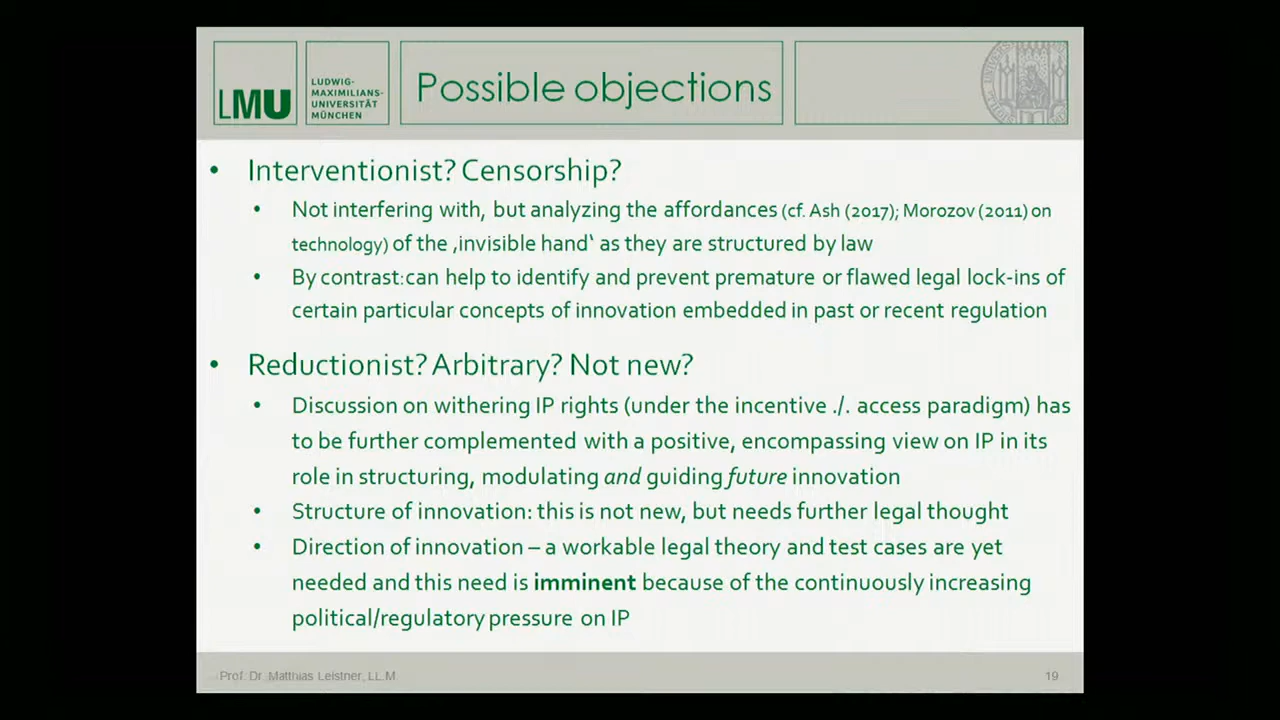 LMU
LUDWIG-
MAXIMILIANS-
UNIVERSITÄT
MÜNCHEN
Possible objections
• Interventionist? Censorship?
• Not interfering with, but analyzing the affordances (cf. Ash (2017); Morozov (2011) on
technology) of the ‚invisible hand‘ as they are structured by law
• By contrast:can help to identify and prevent premature or flawed legal lock-ins of
certain particular concepts of innovation embedded in past or recent regulation
• Reductionist? Arbitrary? Not new?
• Discussion on withering IP rights (under the incentive ./. access paradigm) has
to be further complemented with a positive, encompassing view on IP in its
role in structuring, modulating and guiding future innovation
• Structure of innovation: this is not new, but needs further legal thought
• Direction of innovation – a workable legal theory and test cases are yet
needed and this need is imminent because of the continuously increasing
political/regulatory pressure on IP
Prof. Dr. Matthias Leistner, LL.M.
19